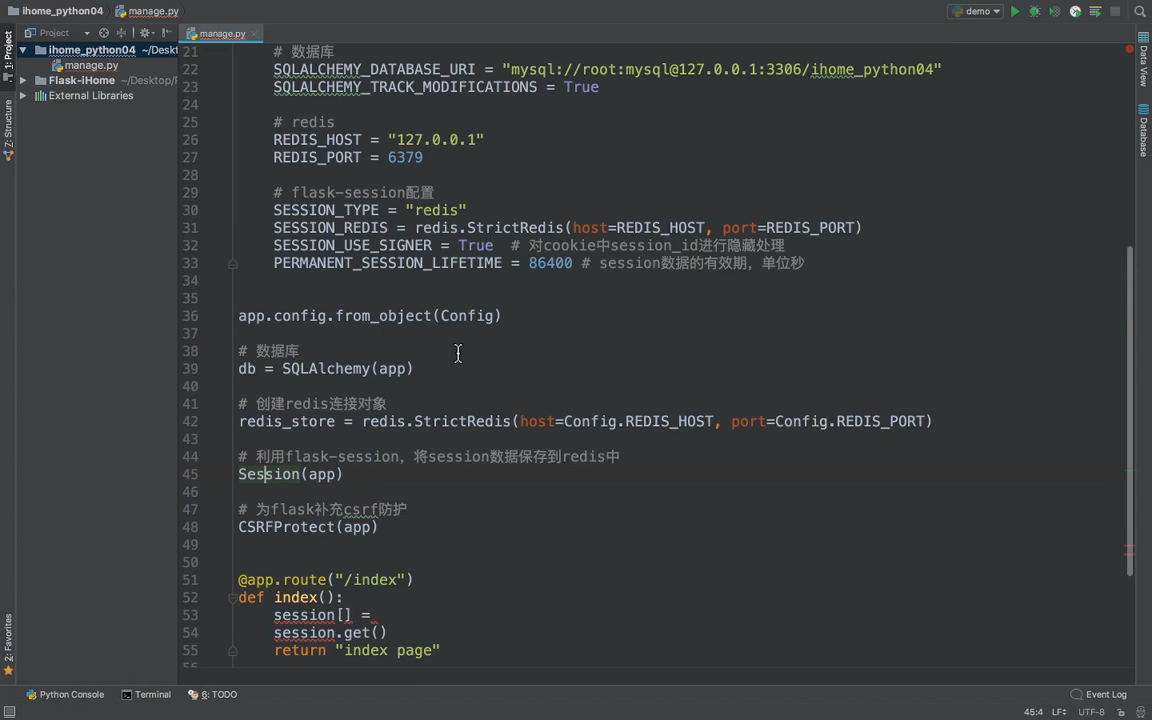 ihome_python04
manage.py
demo
Project
manage.py
ihome_python04 ~/Desk
manage.py
Flask-iHome ~/Desktop/F
External Libraries
1: Project
7: Structure
2: Favorites
Data View
Database
21 # 数据库
22 SQLALCHEMY_DATABASE_URI = "mysql://root:mysql@127.0.0.1:3306/ihome_python04"
23 SQLALCHEMY_TRACK_MODIFICATIONS = True
24
25 # redis
26 REDIS_HOST = "127.0.0.1"
27 REDIS_PORT = 6379
28
29 # flask-session配置
30 SESSION_TYPE = "redis"
31 SESSION_REDIS = redis.StrictRedis(host=REDIS_HOST, port=REDIS_PORT)
32 SESSION_USE_SIGNER = True # 对cookie中session_id进行隐藏处理
33 PERMANENT_SESSION_LIFETIME = 86400 # session数据的有效期，单位秒
34
35
36 app.config.from_object(Config)
37
38 # 数据库
39 db = SQLAlchemy(app)
40
41 # 创建redis连接对象
42 redis_store = redis.StrictRedis(host=Config.REDIS_HOST, port=Config.REDIS_PORT)
43
44 # 利用flask-session，将session数据保存到redis中
45 Session(app)
46
47 # 为flask补充csrf防护
48 CSRFProtect(app)
49
50
51 @app.route("/index")
52 def index():
53 session[] =
54 session.get()
55 return "index page"
56
Python Console
Terminal
6: TODO
Event Log
45:4 LF UTF-8